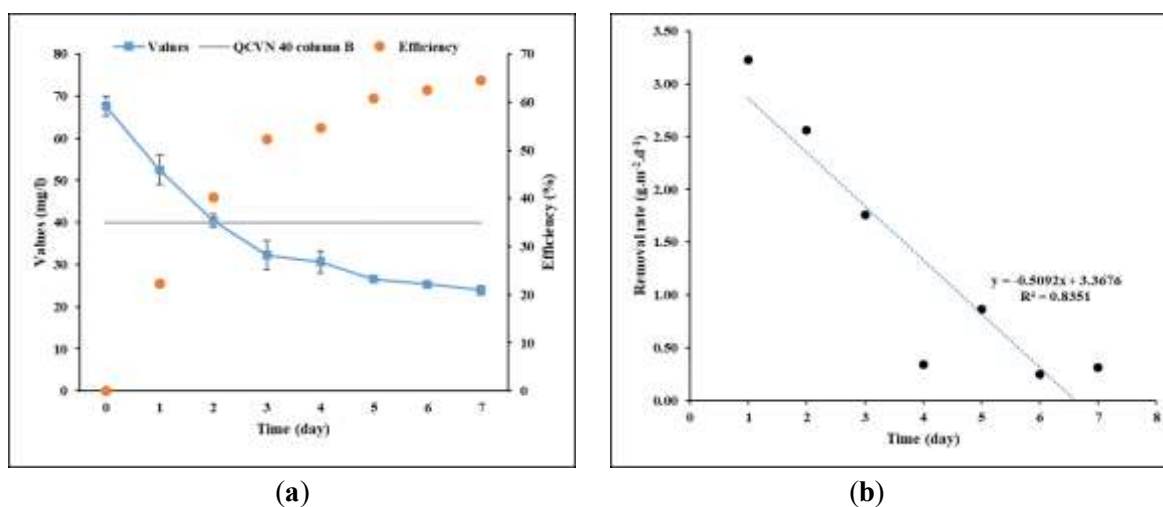 Values QCVN 40 column B Efficiency
80
70
60
50
40
30
20
10
0
Values (mg/l)
70
60
50
40
30
20
10
0
Efficiency (%)
0 1 2 3 4 5 6 7
Time (day)
(a)
3.50
3.00
2.50
2.00
1.50
1.00
0.50
0.00
Removal rate (g.m⁻².d⁻¹)
y = -0.5092x + 3.3676
R² = 0.8351
0 1 2 3 4 5 6 7 8
Time (day)
(b)